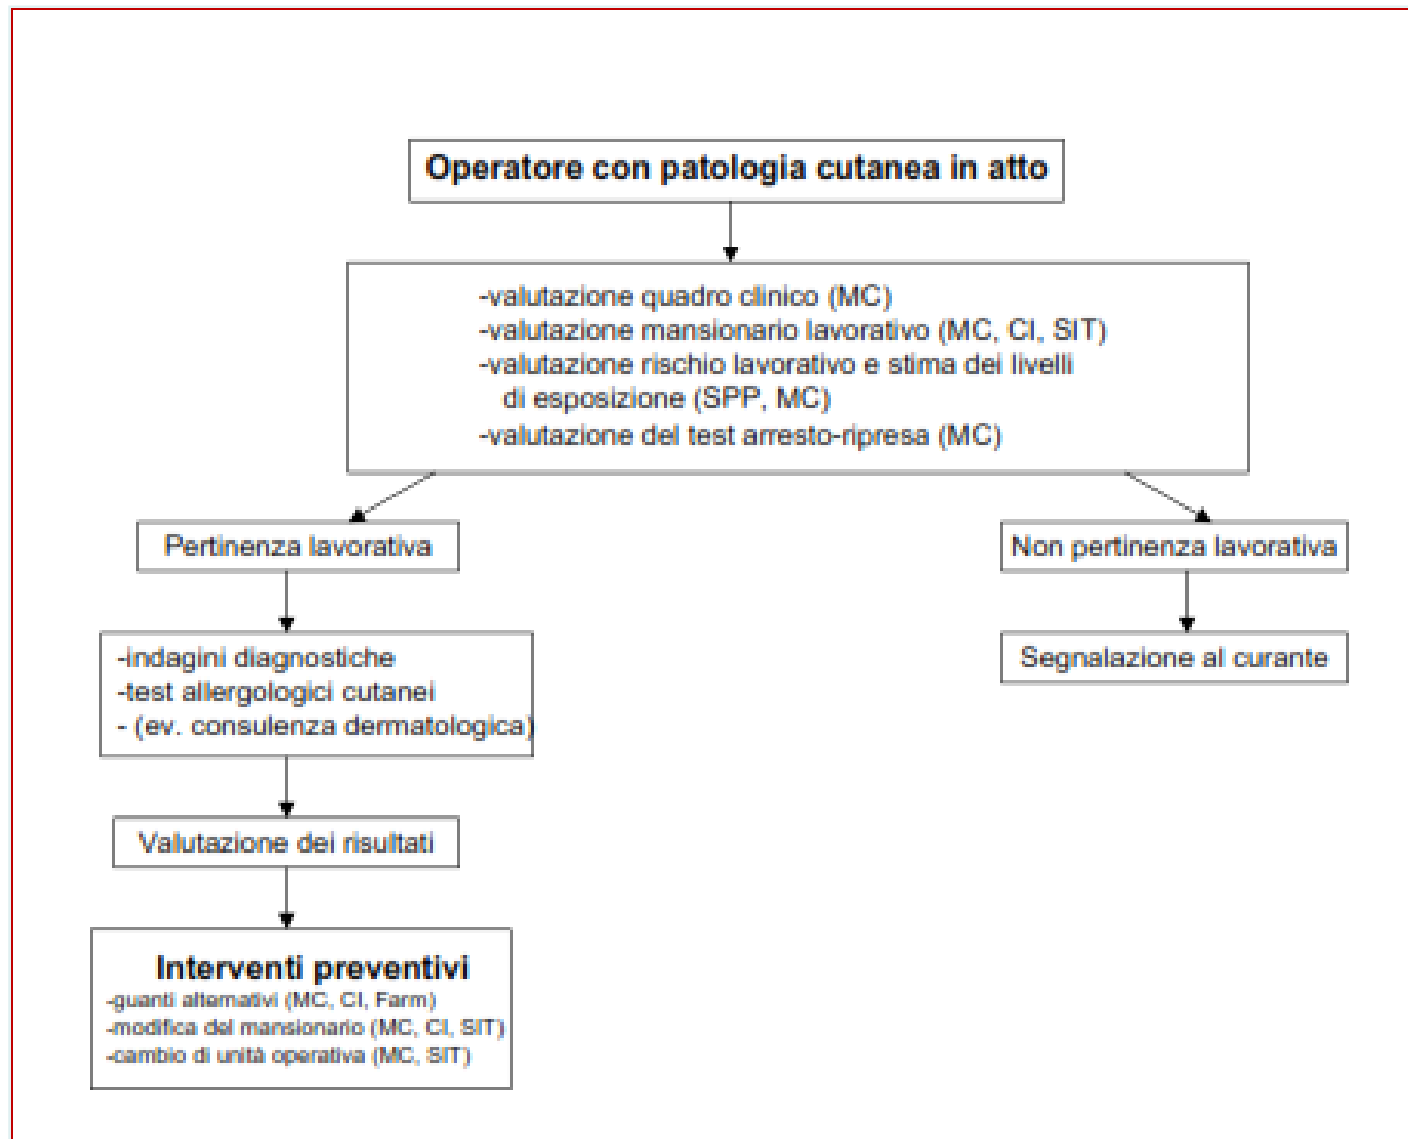 Operatore con patologia cutanea in atto
-valutazione quadro clinico (MC)
-valutazione mansionario lavorativo (MC, CI, SIT)
-valutazione rischio lavorativo e stima dei livelli
di esposizione (SPP, MC)
-valutazione del test arresto-ripresa (MC)
Pertinenza lavorativa
Non pertinenza lavorativa
-indagini diagnostiche
-test allergologici cutanei
- (ev. consulenza dermatologica)
Segnalazione al curante
Valutazione dei risultati
Interventi preventivi
-guanti alternativi (MC, CI, Farm)
-modifica del mansionario (MC, CI, SIT)
-cambio di unità operativa (MC, SIT)